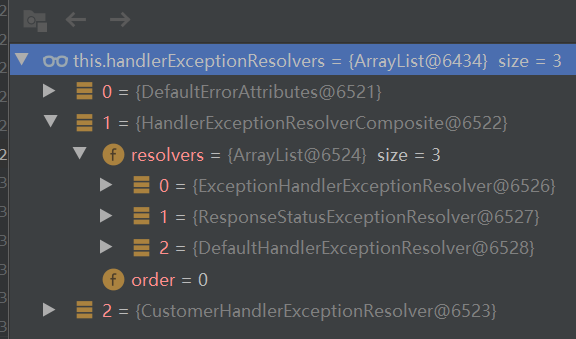 this.handlerExceptionResolvers = {ArrayList@6434} size = 3
0 = {DefaultErrorAttributes@6521}
1 = {HandlerExceptionResolverComposite@6522}
resolvers = {ArrayList@6524} size = 3
0 = {ExceptionHandlerExceptionResolver@6526}
1 = {ResponseStatusExceptionResolver@6527}
2 = {DefaultHandlerExceptionResolver@6528}
order = 0
2 = {CustomerHandlerExceptionResolver@6523}